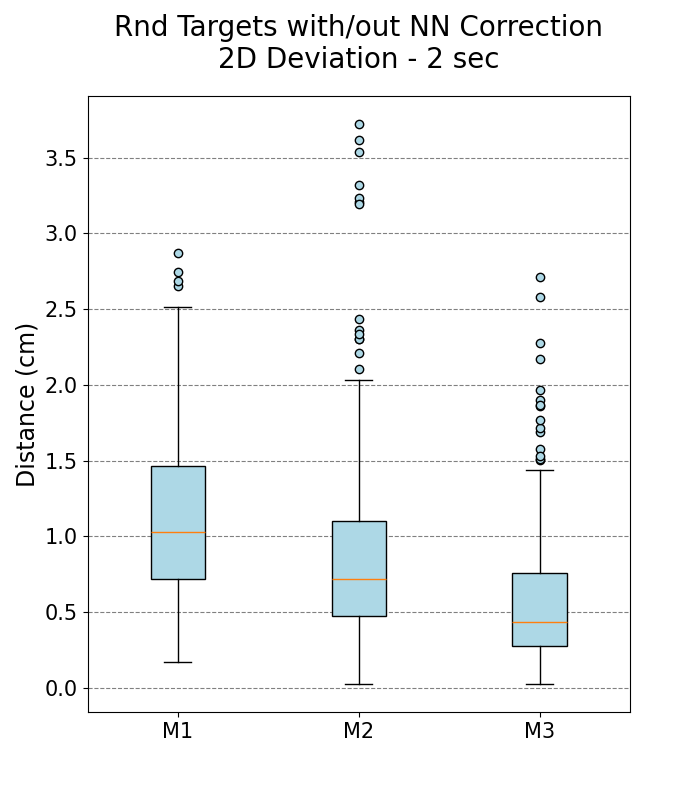 Rnd Targets with/out NN Correction
2D Deviation - 2 sec
Distance (cm)
3.5
3.0
2.5
2.0
1.5
1.0
0.5
0.0
M1 M2 M3